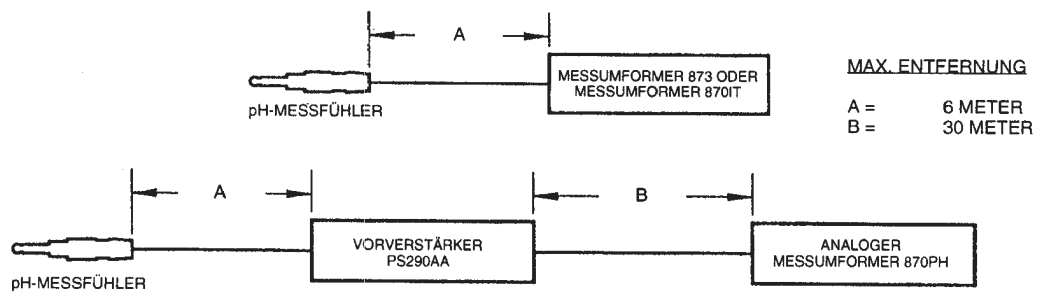 A
MESSUMFORMER 873 ODER
MESSUMFORMER 870IT
pH-MESSFÜHLER
MAX. ENTFERNUNG
A = 6 METER
B = 30 METER
A
B
VORVERSTÄRKER
PS290AA
ANALOGER
MESSUMFORMER 870PH
pH-MESSFÜHLER